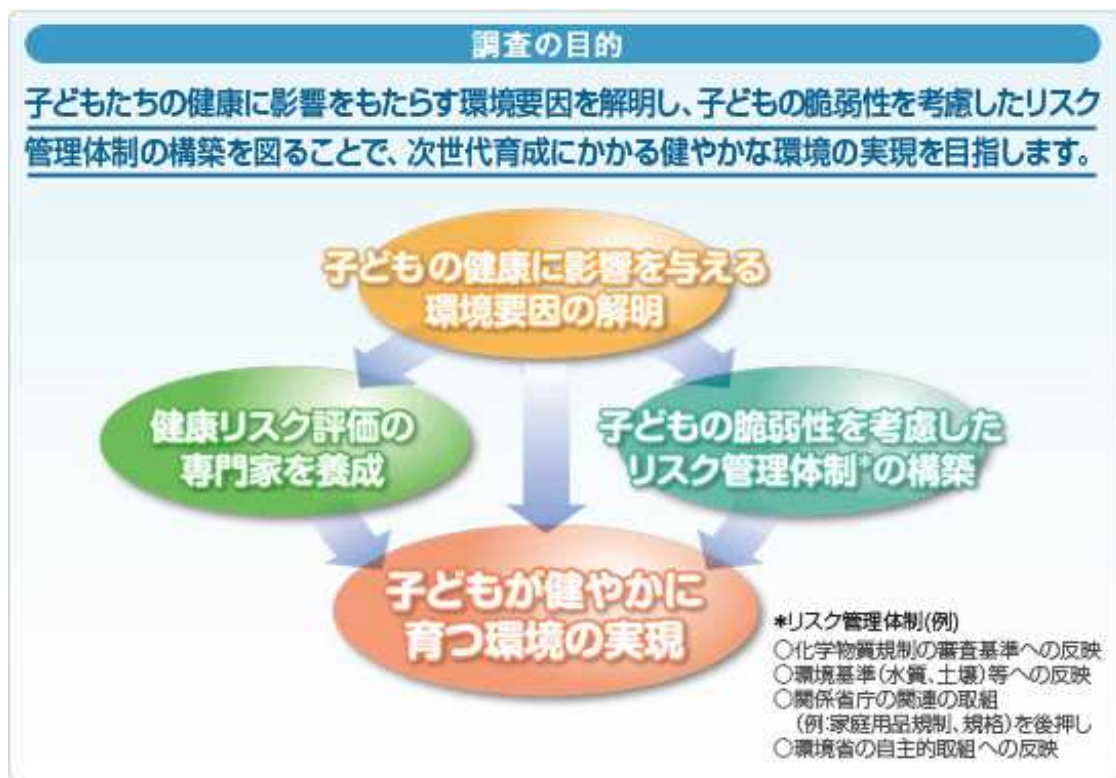 調査の目的
子どもたちの健康に影響をもたらす環境要因を解明し、子どもの脆弱性を考慮したリスク
管理体制の構築を図ることで、次世代育成にかかる健やかな環境の実現を目指します。
子どもの健康に影響を与える
環境要因の解明
健康リスク評価の
専門家を養成
子どもの脆弱性を考慮した
リスク管理体制*の構築
子どもが健やかに
育つ環境の実現
*リスク管理体制(例)
○化学物質規制の審査基準への反映
○環境基準(水質、土壌)等への反映
○関係省庁の関連の取組
(例:家庭用品規制、規格)を後押し
○環境省の自主的取組への反映